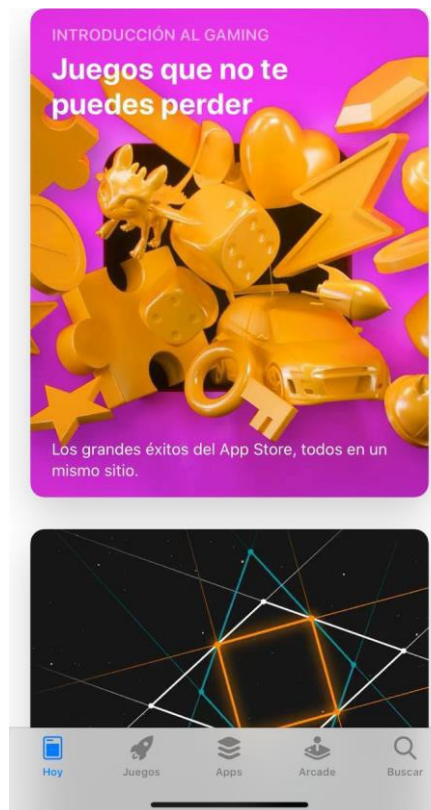 INTRODUCCIÓN AL GAMING
Juegos que no te
puedes perder
Los grandes éxitos del App Store, todos en un
mismo sitio.
Hoy
Juegos
Apps
Arcade
Buscar